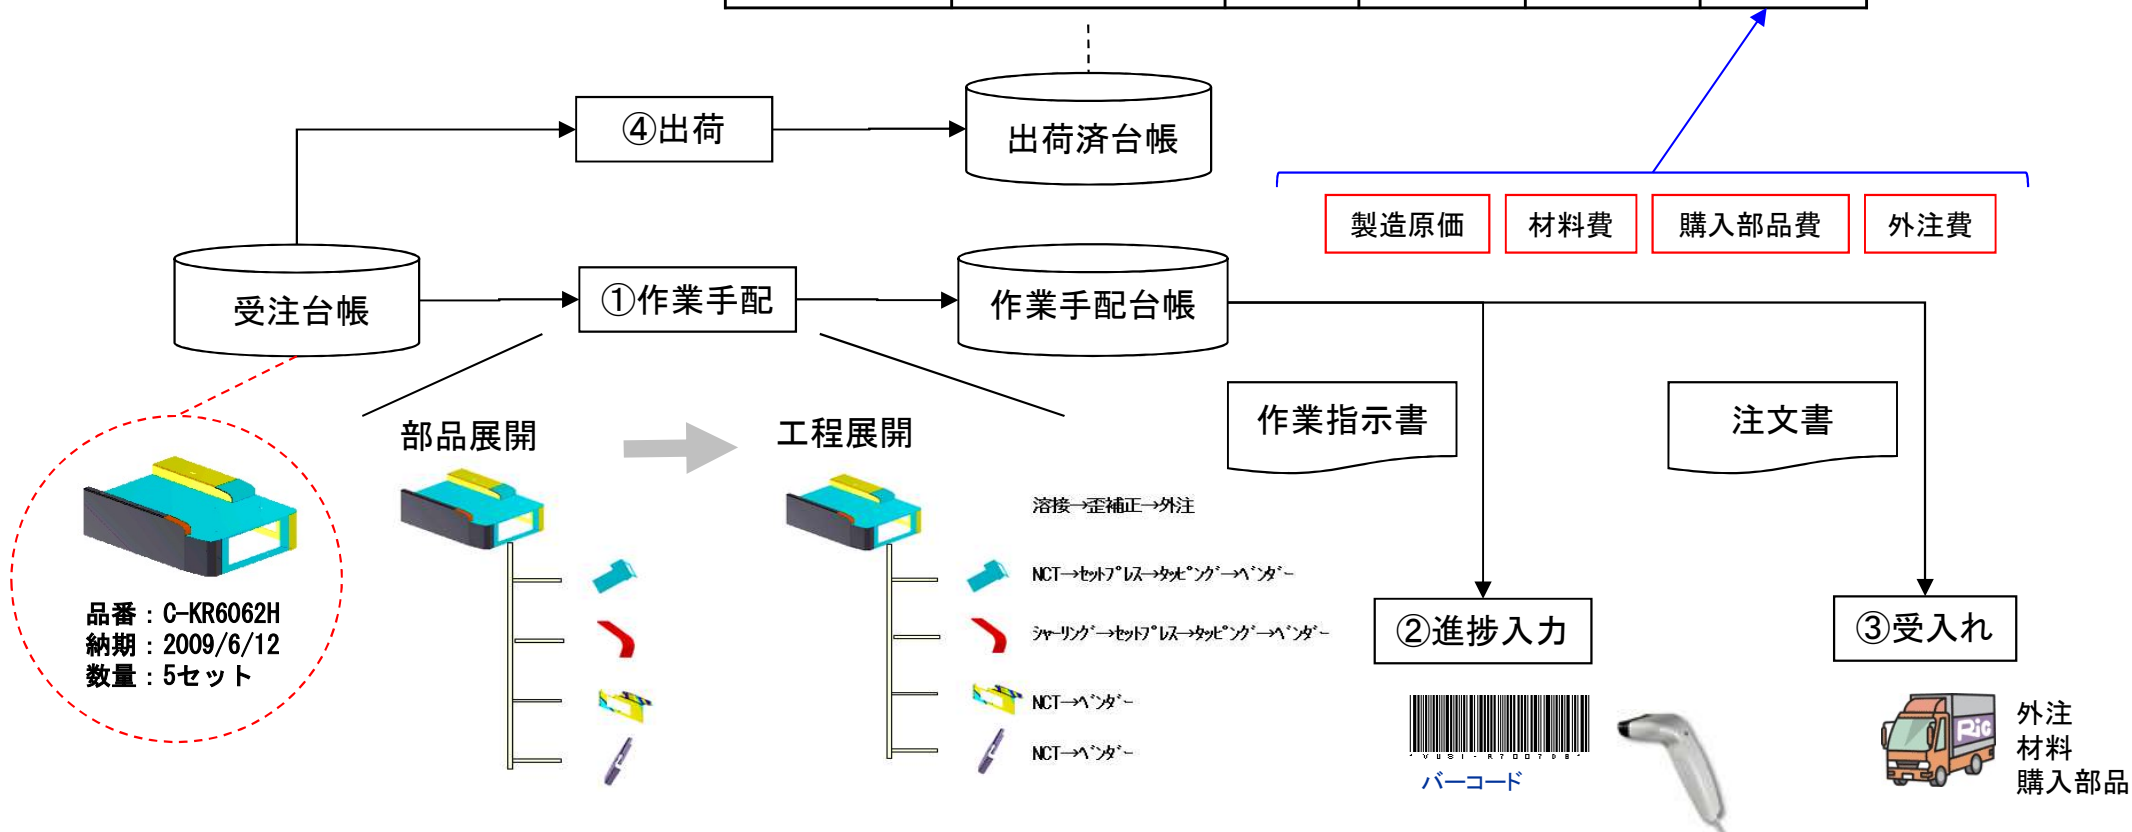 ④出荷
出荷済台帳
製造原価
材料費
購入部品費
外注費
受注台帳
①作業手配
作業手配台帳
部品展開
工程展開
作業指示書
注文書
溶接→歪補正→外注
NCT→セットプレス→タッピング→ベンダー
シャーリング→セットプレス→タッピング→ベンダー
NCT→ベンダー
NCT→ベンダー
品番：C-KR6062H
納期：2009/6/12
数量：5セット
②進捗入力
③受入れ
バーコード
Ric
外注
材料
購入部品